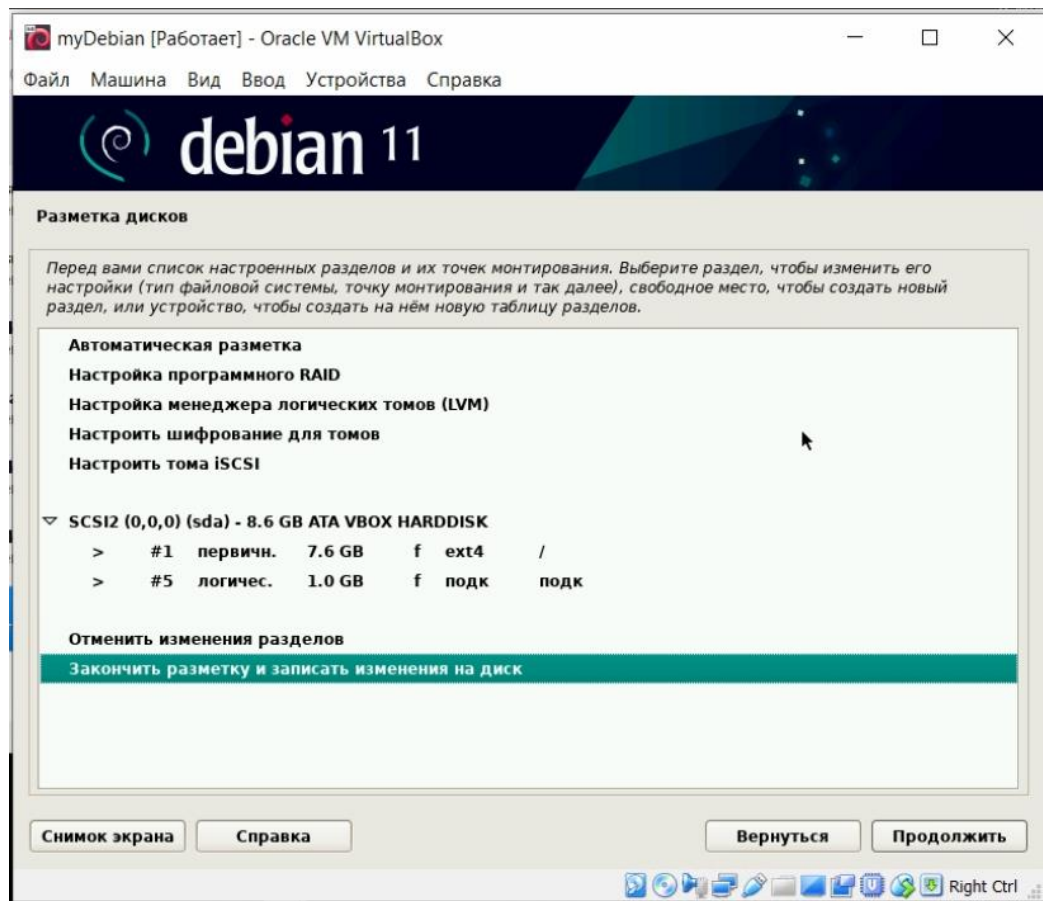 myDebian [Работает] - Oracle VM VirtualBox
Файл Машина Вид Ввод Устройства Справка
debian 11
Разметка дисков
Перед вами список настроенных разделов и их точек монтирования. Выберите раздел, чтобы изменить его
настройки (тип файловой системы, точку монтирования и так далее), свободное место, чтобы создать новый
раздел, или устройство, чтобы создать на нём новую таблицу разделов.
Автоматическая разметка
Настройка программного RAID
Настройка менеджера логических томов (LVM)
Настроить шифрование для томов
Настроить тома iSCSI
SCSI2 (0,0,0) (sda) - 8.6 GB ATA VBOX HARDDISK
> #1 первичн. 7.6 GB f ext4 /
> #5 логичес. 1.0 GB f подк подк
Отменить изменения разделов
Закончить разметку и записать изменения на диск
Снимок экрана Справка Вернуться Продолжить
Right Ctrl